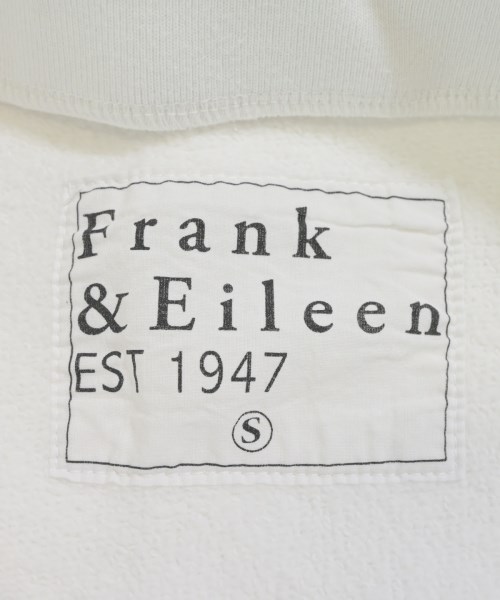 Frank
& Eileen
EST 1947
S